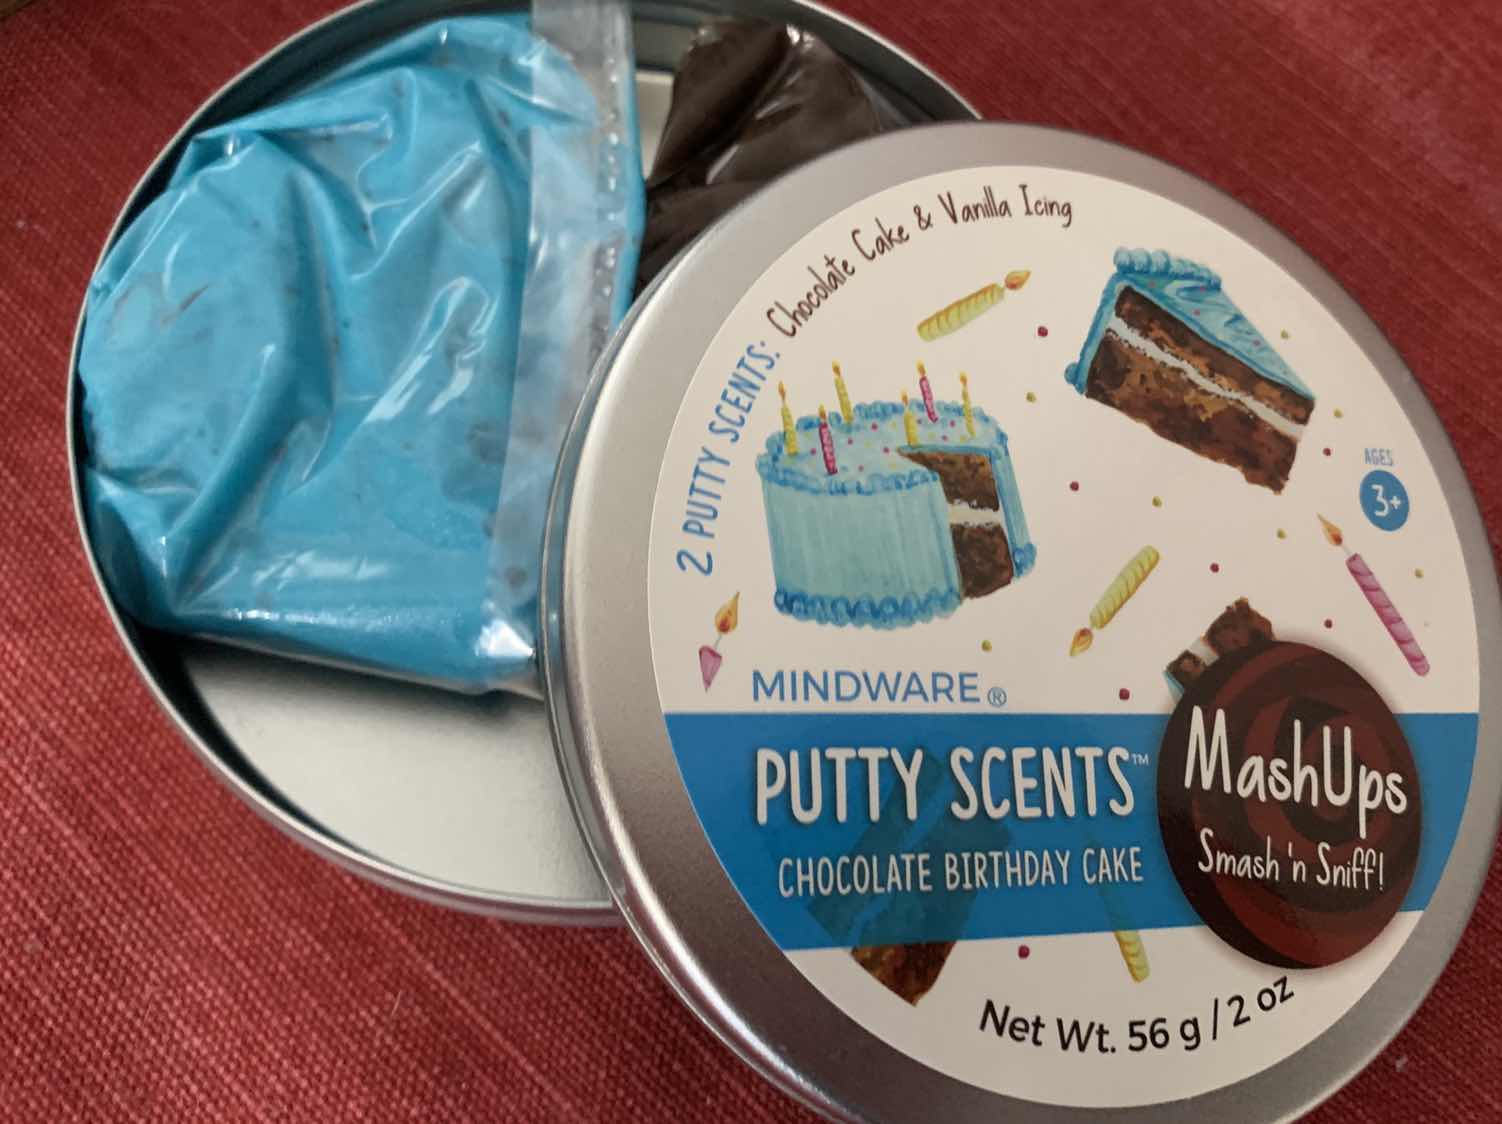 2 PUTTY SCENTS: Chocolate Cake & Vanilla Icing
AGES
3+
MINDWARE®
PUTTY SCENTS™
CHOCOLATE BIRTHDAY CAKE
MashUps
Smash 'n Sniff!
Net Wt. 56 g / 2 oz